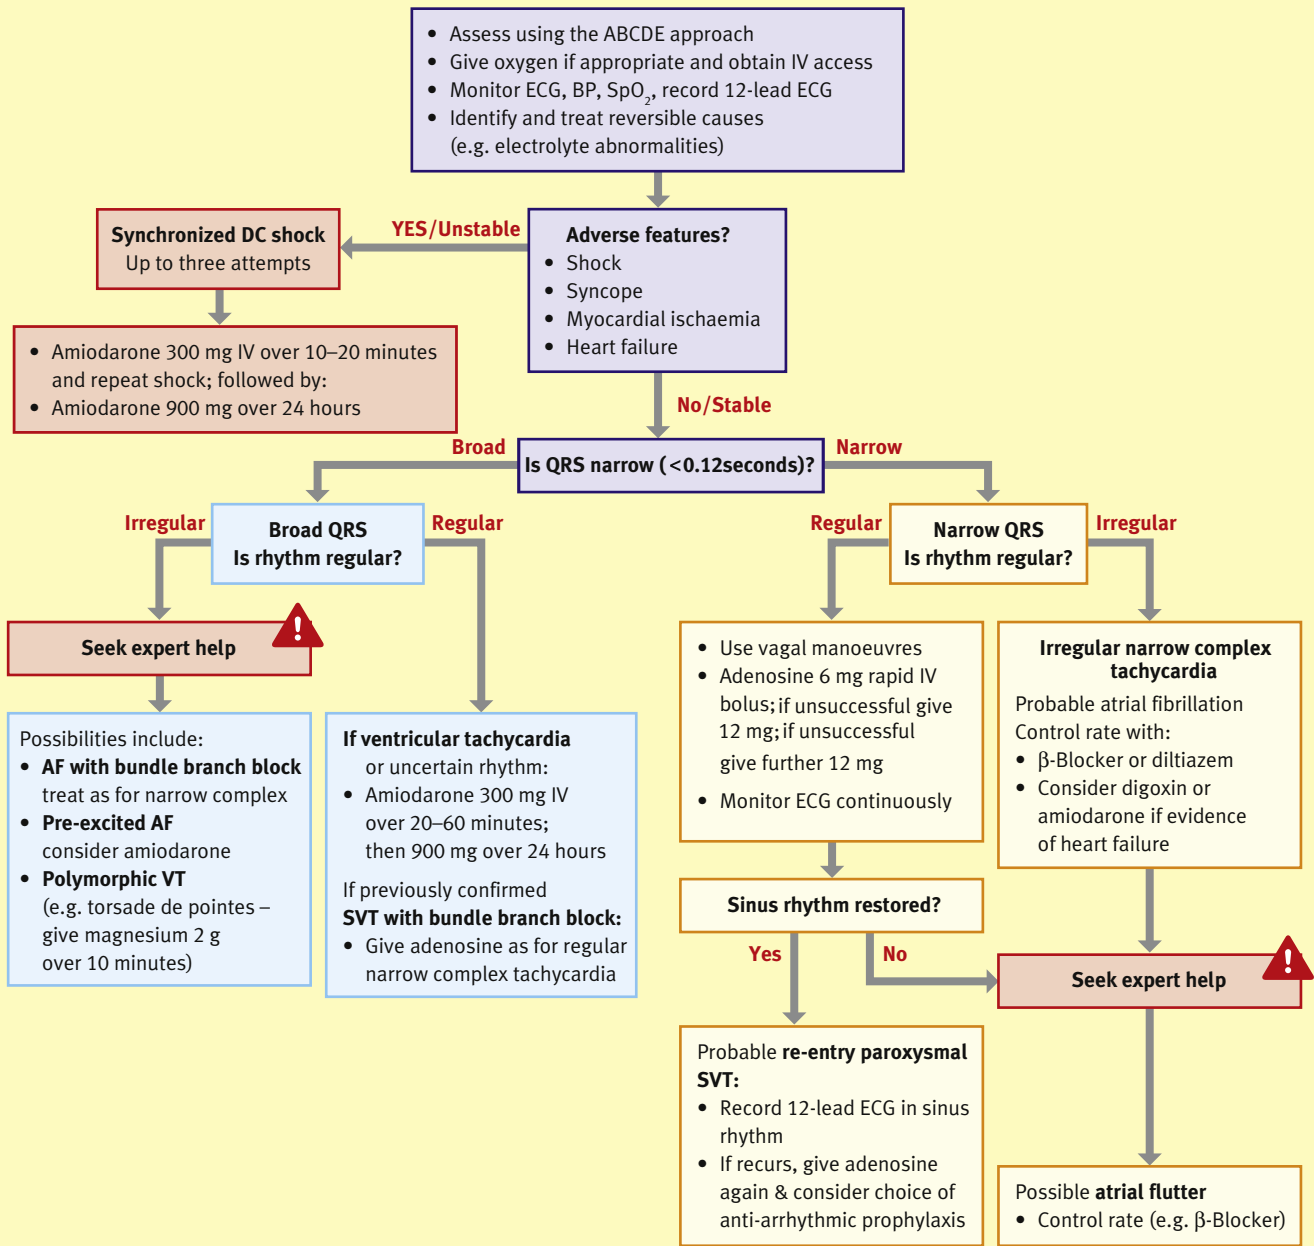 • Assess using the ABCDE approach
• Give oxygen if appropriate and obtain IV access
• Monitor ECG, BP, SpO₂, record 12-lead ECG
• Identify and treat reversible causes
(e.g. electrolyte abnormalities)
YES/Unstable
Synchronized DC shock
Up to three attempts
Adverse features?
• Shock
• Syncope
• Myocardial ischaemia
• Heart failure
• Amiodarone 300 mg IV over 10–20 minutes
and repeat shock; followed by:
• Amiodarone 900 mg over 24 hours
No/Stable
Broad
Is QRS narrow (<0.12seconds)?
Narrow
Irregular
Broad QRS
Is rhythm regular?
Regular
Regular
Narrow QRS
Is rhythm regular?
Irregular
!
Seek expert help
Possibilities include:
• AF with bundle branch block
treat as for narrow complex
• Pre-excited AF
consider amiodarone
• Polymorphic VT
(e.g. torsade de pointes –
give magnesium 2 g
over 10 minutes)
If ventricular tachycardia
or uncertain rhythm:
• Amiodarone 300 mg IV
over 20–60 minutes;
then 900 mg over 24 hours
If previously confirmed
SVT with bundle branch block:
• Give adenosine as for regular
narrow complex tachycardia
• Use vagal manoeuvres
• Adenosine 6 mg rapid IV
bolus; if unsuccessful give
12 mg; if unsuccessful
give further 12 mg
• Monitor ECG continuously
Irregular narrow complex
tachycardia
Probable atrial fibrillation
Control rate with:
• β-Blocker or diltiazem
• Consider digoxin or
amiodarone if evidence
of heart failure
Sinus rhythm restored?
Yes
No
!
Seek expert help
Probable re-entry paroxysmal
SVT:
• Record 12-lead ECG in sinus
rhythm
• If recurs, give adenosine
again & consider choice of
anti-arrhythmic prophylaxis
Possible atrial flutter
• Control rate (e.g. β-Blocker)